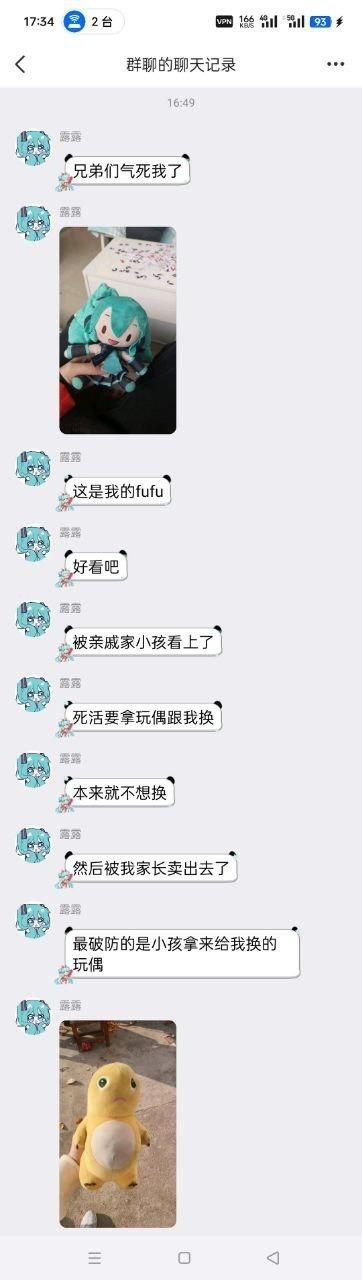 17:34
2 台
VPN
166
KB/S
4G
5G
93
群聊的聊天记录
16:49
露露
兄弟们气死我了
露露
露露
这是我的fufu
露露
好看吧
露露
被亲戚家小孩看上了
露露
死活要拿玩偶跟我换
露露
本来就不想换
露露
然后被我家长卖出去了
露露
最破防的是小孩拿来给我换的
玩偶
露露